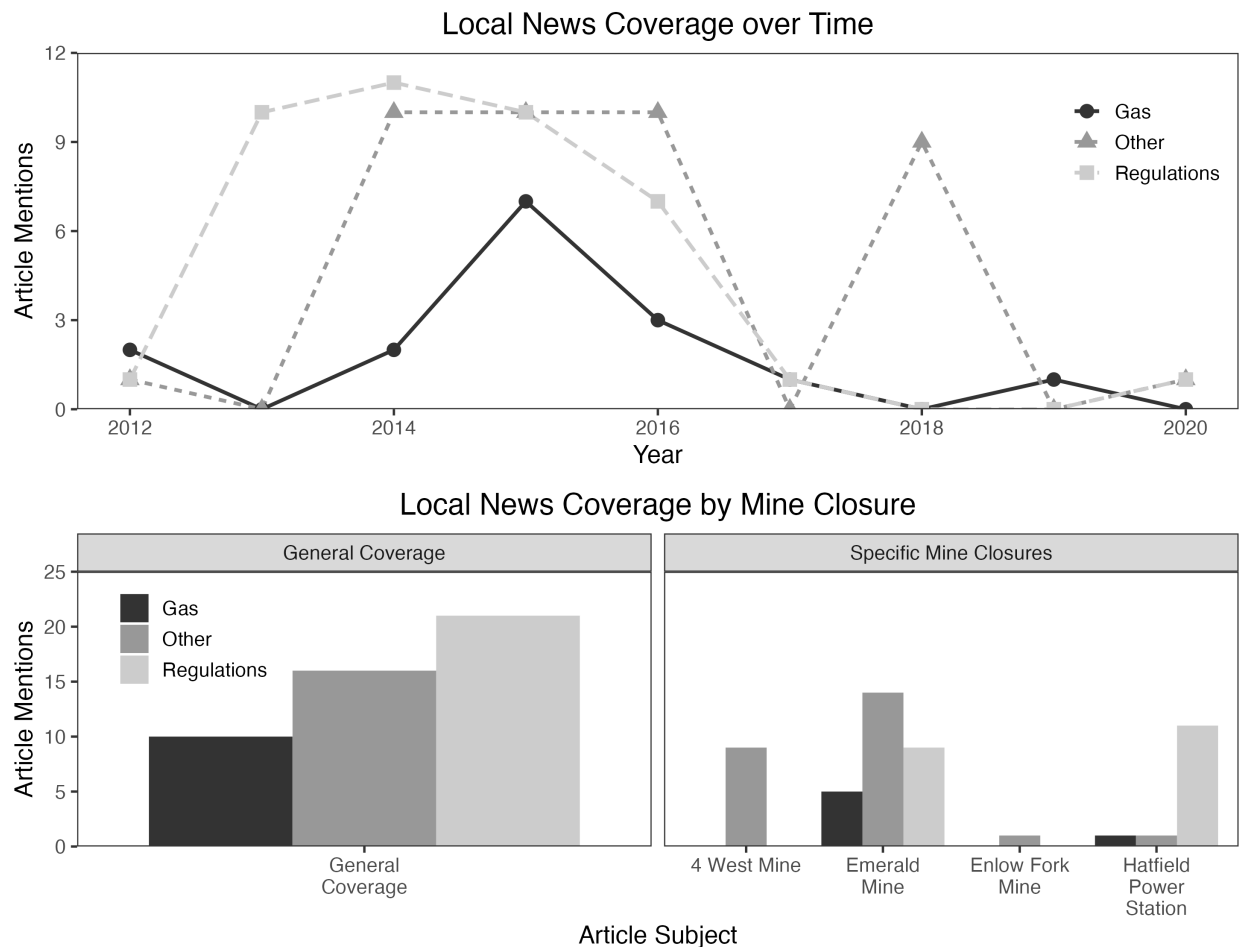 Local News Coverage over Time
12
9
6
3
0
Article Mentions
Gas
Other
Regulations
2012 2014 2016 2018 2020
Year
Local News Coverage by Mine Closure
General Coverage
Specific Mine Closures
25
20
15
10
5
0
Article Mentions
Gas
Other
Regulations
General
Coverage
4 West Mine
Emerald
Mine
Enlow Fork
Mine
Hatfield
Power
Station
Article Subject